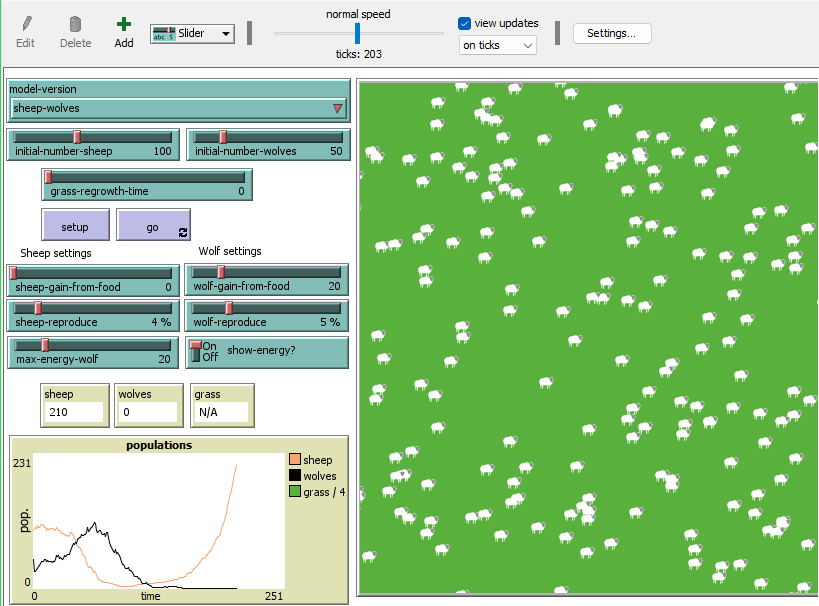 normal speed
view updates
Edit
Delete
Add
abc 5
Slider
on ticks
Settings...
ticks: 203
model-version
sheep-wolves
initial-number-sheep 100
initial-number-wolves 50
grass-regrowth-time 0
setup
go
Sheep settings
Wolf settings
sheep-gain-from-food 0
wolf-gain-from-food 20
sheep-reproduce 4 %
wolf-reproduce 5 %
max-energy-wolf 20
On
Off
show-energy?
sheep
210
wolves
0
grass
N/A
populations
231
pop.
0
0
time
251
sheep
wolves
grass / 4